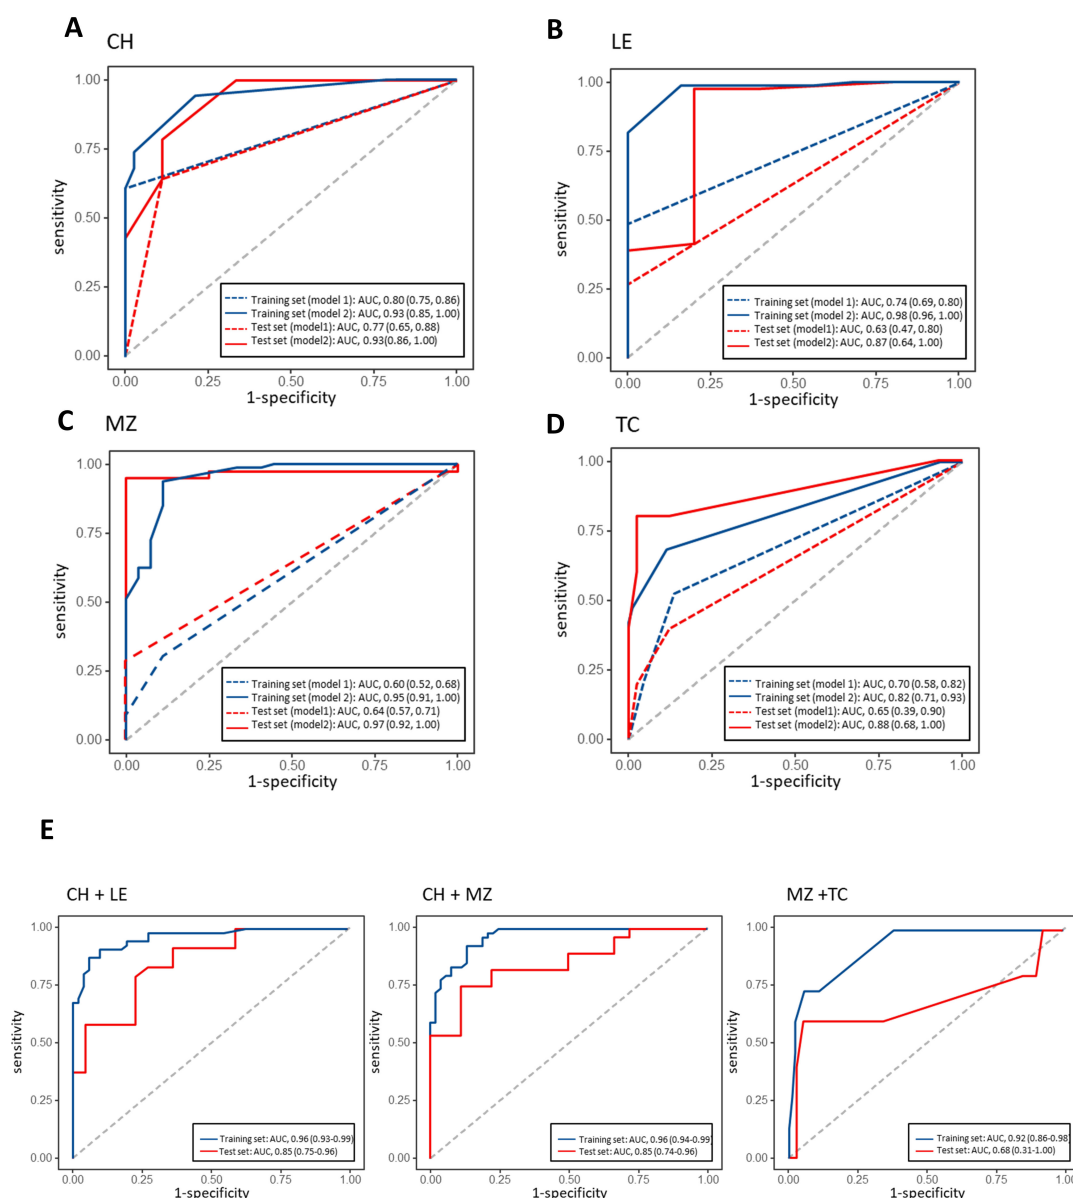 A
CH
1.00
0.75
0.50
0.25
0.00
sensitivity
Training set (model 1): AUC, 0.80 (0.75, 0.86)
Training set (model 2): AUC, 0.93 (0.85, 1.00)
Test set (model1): AUC, 0.77 (0.65, 0.88)
Test set (model2): AUC, 0.93(0.86, 1.00)
0.00 0.25 0.50 0.75 1.00
1-specificity
B
LE
1.00
0.75
0.50
0.25
0.00
sensitivity
Training set (model 1): AUC, 0.74 (0.69, 0.80)
Training set (model 2): AUC, 0.98 (0.96, 1.00)
Test set (model1): AUC, 0.63 (0.47, 0.80)
Test set (model2): AUC, 0.87 (0.64, 1.00)
0.00 0.25 0.50 0.75 1.00
1-specificity
C
MZ
1.00
0.75
0.50
0.25
0.00
sensitivity
Training set (model 1): AUC, 0.60 (0.52, 0.68)
Training set (model 2): AUC, 0.95 (0.91, 1.00)
Test set (model1): AUC, 0.64 (0.57, 0.71)
Test set (model2): AUC, 0.97 (0.92, 1.00)
0.00 0.25 0.50 0.75 1.00
1-specificity
D
TC
1.00
0.75
0.50
0.25
0.00
sensitivity
Training set (model 1): AUC, 0.70 (0.58, 0.82)
Training set (model 2): AUC, 0.82 (0.71, 0.93)
Test set (model1): AUC, 0.65 (0.39, 0.90)
Test set (model2): AUC, 0.88 (0.68, 1.00)
0.00 0.25 0.50 0.75 1.00
1-specificity
E
CH + LE
1.00
0.75
0.50
0.25
0.00
sensitivity
Training set: AUC, 0.96 (0.93-0.99)
Test set: AUC, 0.85 (0.75-0.96)
0.00 0.25 0.50 0.75 1.00
1-specificity
CH + MZ
1.00
0.75
0.50
0.25
0.00
sensitivity
Training set: AUC, 0.96 (0.94-0.99)
Test set: AUC, 0.85 (0.74-0.96)
0.00 0.25 0.50 0.75 1.00
1-specificity
MZ +TC
1.00
0.75
0.50
0.25
0.00
sensitivity
Training set: AUC, 0.92 (0.86-0.98)
Test set: AUC, 0.68 (0.31-1.00)
0.00 0.25 0.50 0.75 1.00
1-specificity